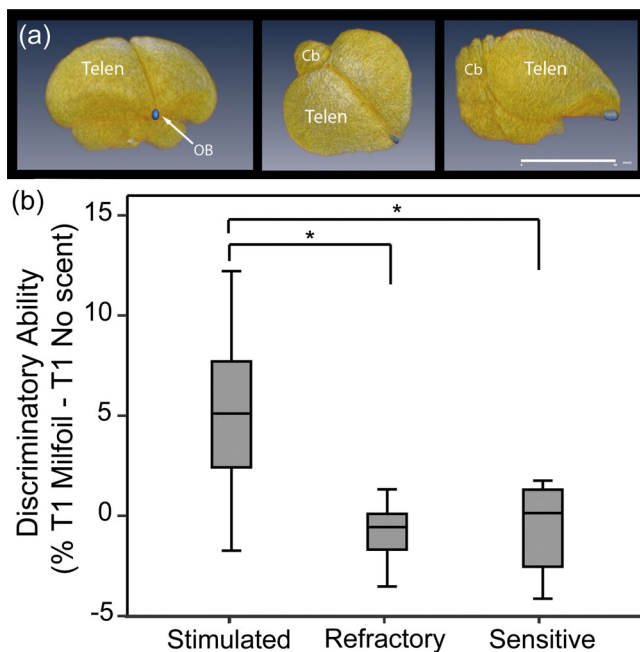 (a)
Telen
OB
Cb
Telen
Cb
Telen
(b)
Discriminatory Ability
(% T1 Milfoil - T1 No scent)
15
10
5
0
-5
*
*
Stimulated Refractory Sensitive